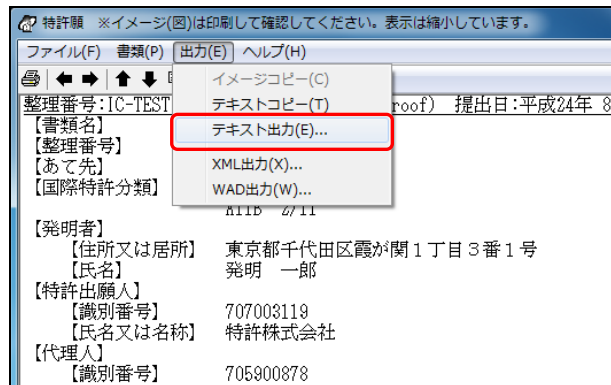 特許願 ※イメージ(図)は印刷して確認してください。表示は縮小しています。
ファイル(F) 書類(P) 出力(E) ヘルプ(H)
イメージコピー(C)
テキストコピー(T)
テキスト出力(E)...
XML出力(X)...
WAD出力(W)...
整理番号:IC-TEST roof) 提出日:平成24年 8
【書類名】
【整理番号】
【あて先】
【国際特許分類】
【発明者】
【住所又は居所】 東京都千代田区霞が関1丁目3番1号
【氏名】 発明 一郎
【特許出願人】
【識別番号】 707003119
【氏名又は名称】 特許株式会社
【代理人】
【識別番号】 705900878